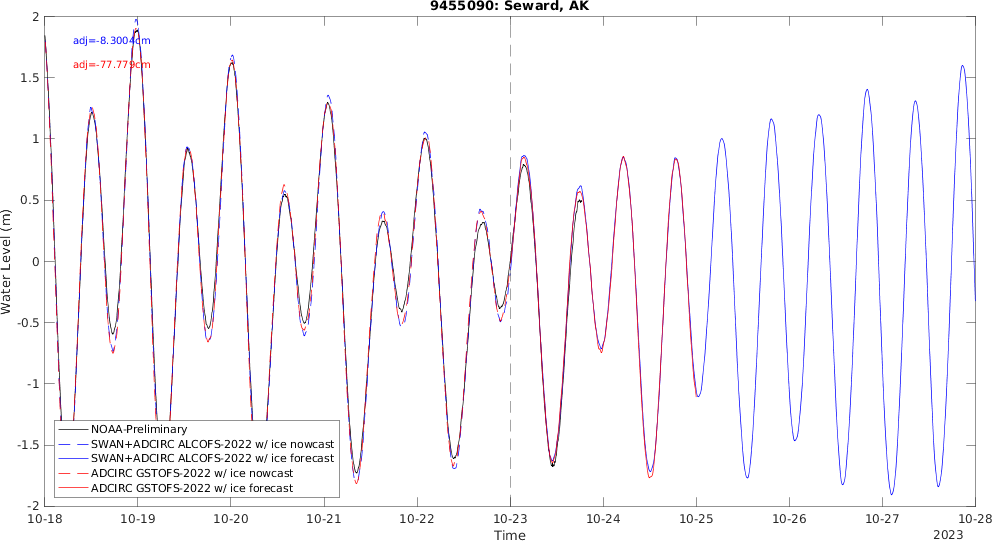 9455090: Seward, AK
adj=-8.3004cm
adj=-77.779cm
Water Level (m)
2
1.5
1
0.5
0
-0.5
-1
-1.5
-2
NOAA-Preliminary
SWAN+ADCIRC ALCOFS-2022 w/ ice nowcast
SWAN+ADCIRC ALCOFS-2022 w/ ice forecast
ADCIRC GSTOFS-2022 w/ ice nowcast
ADCIRC GSTOFS-2022 w/ ice forecast
10-18 10-19 10-20 10-21 10-22 10-23 10-24 10-25 10-26 10-27 10-28
Time
2023